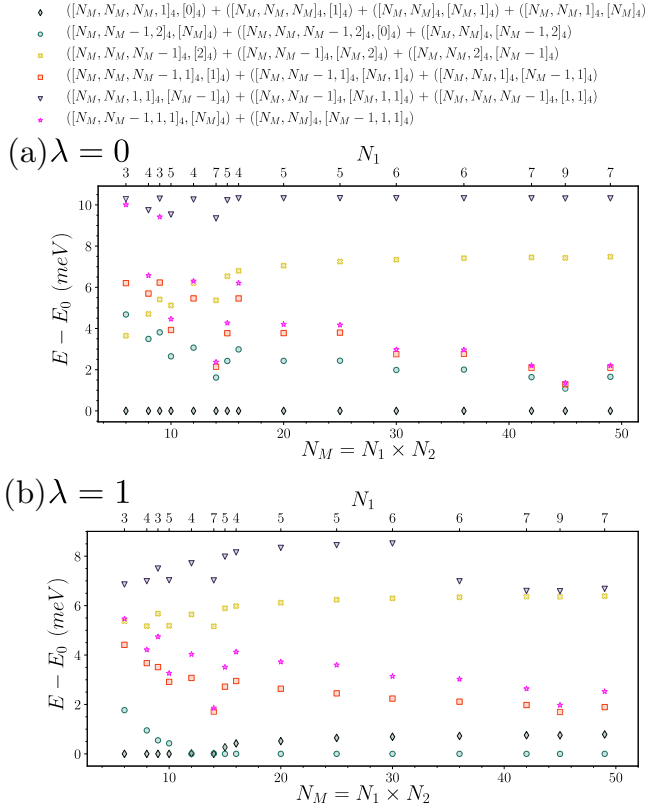 ([N_M, N_M, N_M, 1]_4, [0]_4) + ([N_M, N_M, N_M]_4, [1]_4) + ([N_M, N_M]_4, [N_M, 1]_4) + ([N_M, N_M, 1]_4, [N_M]_4)
([N_M, N_M − 1, 2]_4, [N_M]_4) + ([N_M, N_M, N_M − 1, 2]_4, [0]_4) + ([N_M, N_M]_4, [N_M − 1, 2]_4)
([N_M, N_M, N_M − 1]_4, [2]_4) + ([N_M, N_M − 1]_4, [N_M, 2]_4) + ([N_M, N_M, 2]_4, [N_M − 1]_4)
([N_M, N_M, N_M − 1, 1]_4, [1]_4) + ([N_M, N_M − 1, 1]_4, [N_M, 1]_4) + ([N_M, N_M, 1]_4, [N_M − 1, 1]_4)
([N_M, N_M, 1, 1]_4, [N_M − 1]_4) + ([N_M, N_M − 1]_4, [N_M, 1, 1]_4) + ([N_M, N_M, N_M − 1]_4, [1, 1]_4)
([N_M, N_M − 1, 1, 1]_4, [N_M]_4) + ([N_M, N_M]_4, [N_M − 1, 1, 1]_4)
(a) λ = 0
N_1
3 4 3 5 4 7 5 4 5 5 6 6 7 9 7
10
8
6
4
2
0
E − E_0 (meV)
10 20 30 40 50
N_M = N_1 × N_2
(b) λ = 1
N_1
3 4 3 5 4 7 5 4 5 5 6 6 7 9 7
8
6
4
2
0
E − E_0 (meV)
10 20 30 40 50
N_M = N_1 × N_2